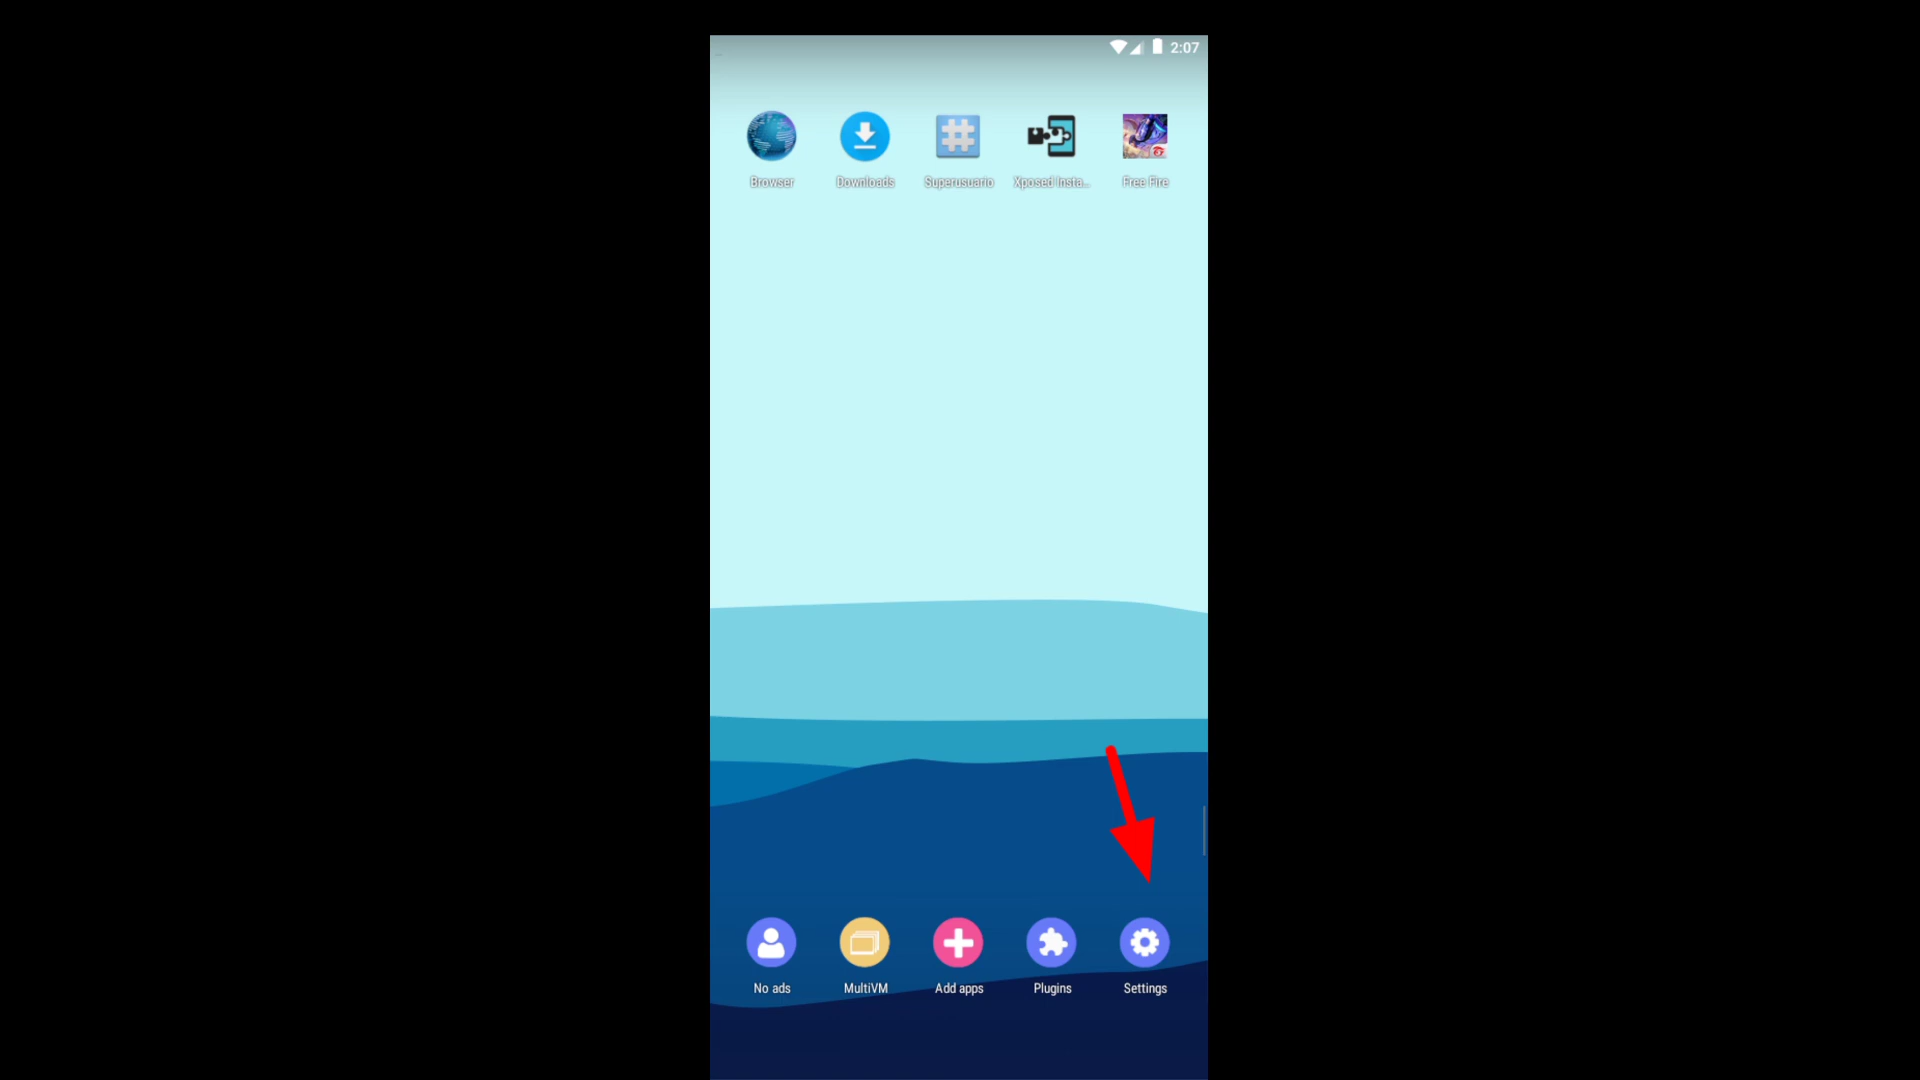 2:07
Browser
Downloads
Superusuario
Xposed Insta...
Free Fire
No ads
MultiVM
Add apps
Plugins
Settings